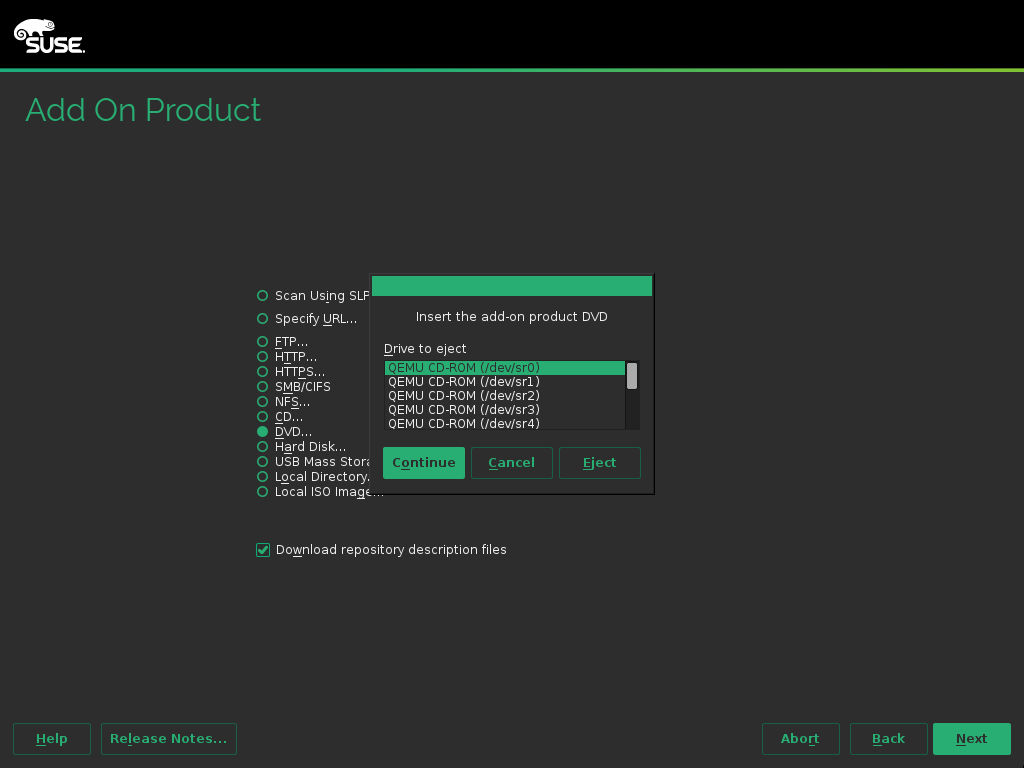 SUSE.
Add On Product
Scan Using SLP
Specify URL...
FTP...
HTTP...
HTTPS...
SMB/CIFS
NFS...
CD...
DVD...
Hard Disk...
USB Mass Stora
Local Directory.
Local ISO Image...
Download repository description files
Insert the add-on product DVD
Drive to eject
QEMU CD-ROM (/dev/sr0)
QEMU CD-ROM (/dev/sr1)
QEMU CD-ROM (/dev/sr2)
QEMU CD-ROM (/dev/sr3)
QEMU CD-ROM (/dev/sr4)
Continue Cancel Eject
Help Release Notes... Abort Back Next